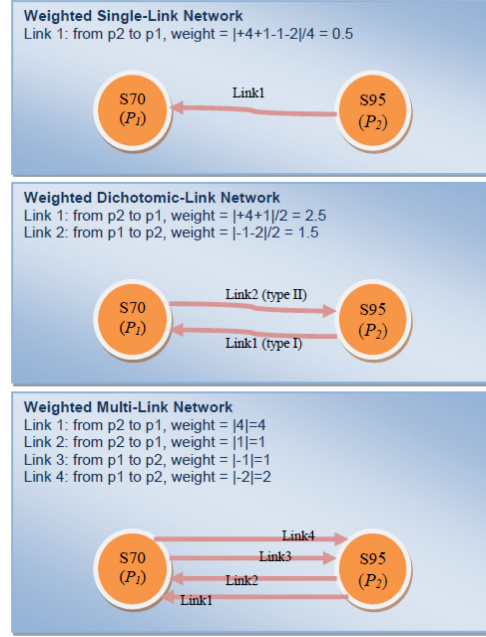 Weighted Single-Link Network
Link 1: from p2 to p1, weight = |+4+1-1-2|/4 = 0.5
Link1
S70
(P1)
S95
(P2)
Weighted Dichotomic-Link Network
Link 1: from p2 to p1, weight = |+4+1|/2 = 2.5
Link 2: from p1 to p2, weight = |-1-2|/2 = 1.5
Link2 (type II)
S70
(P1)
S95
(P2)
Link1 (type I)
Weighted Multi-Link Network
Link 1: from p2 to p1, weight = |4|=4
Link 2: from p2 to p1, weight = |1|=1
Link 3: from p1 to p2, weight = |-1|=1
Link 4: from p1 to p2, weight = |-2|=2
Link4
S70
(P1)
Link3
S95
(P2)
Link2
Link1